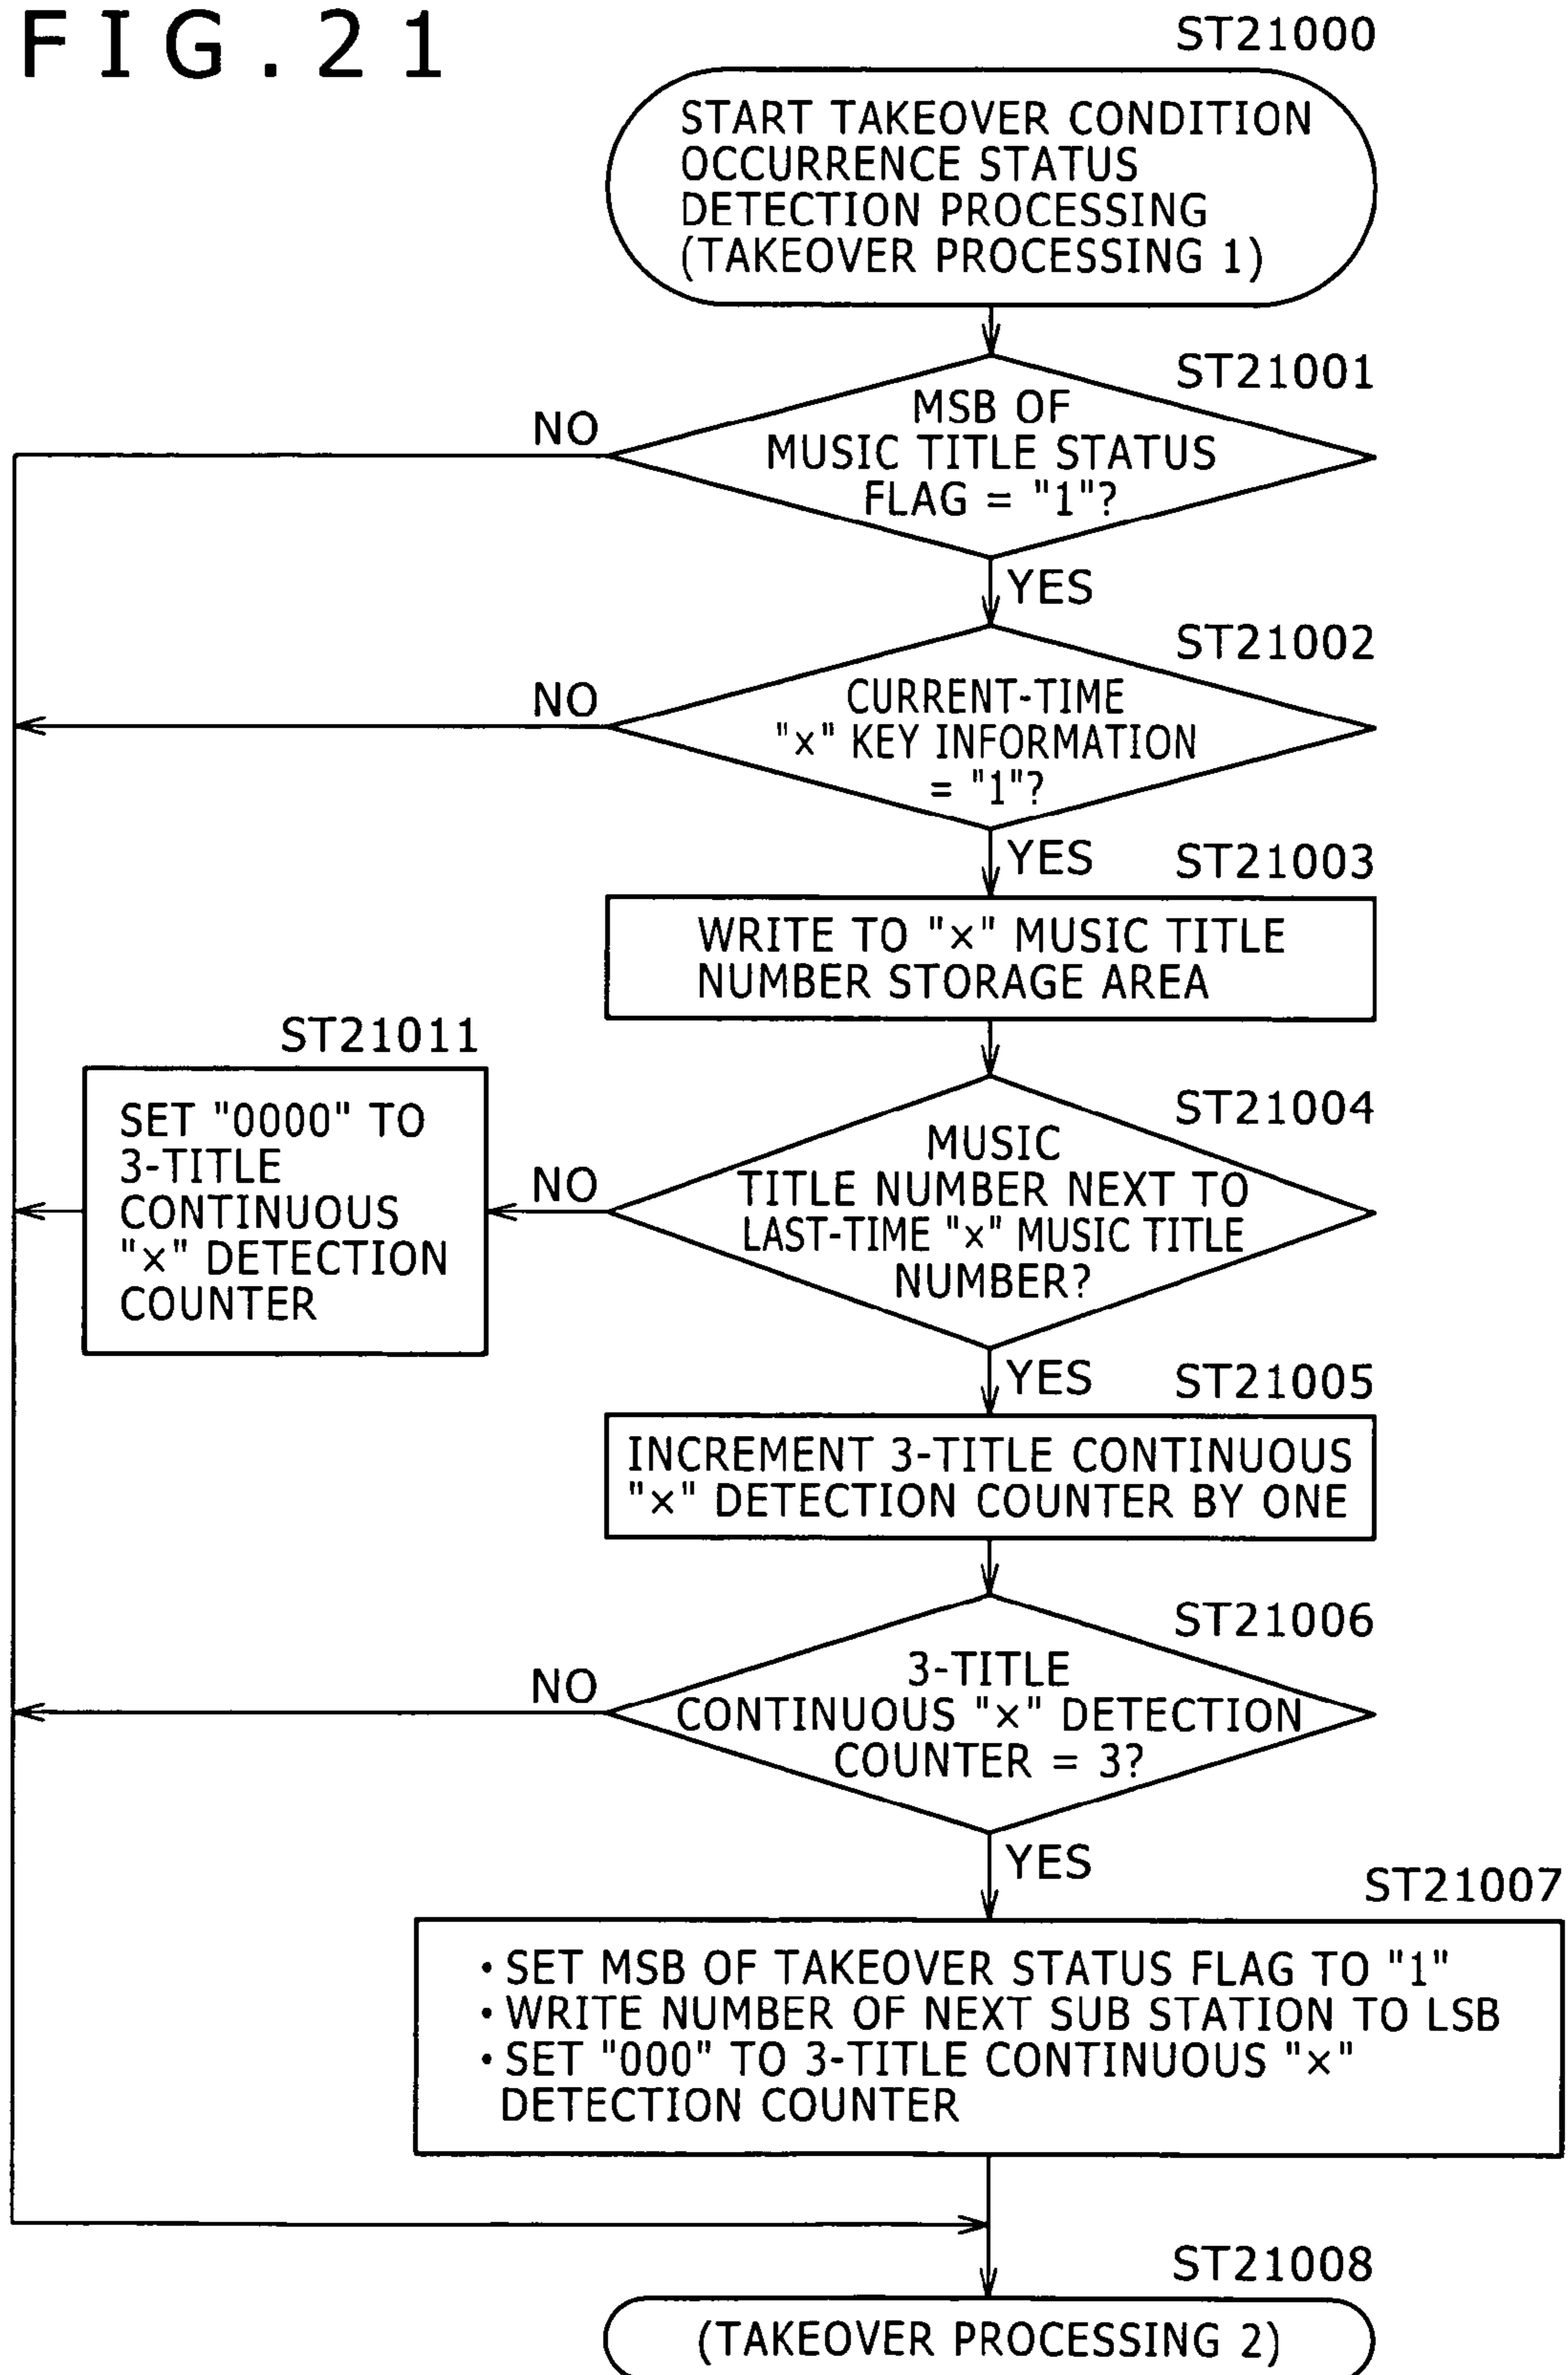 FIG.21
ST21000
START TAKEOVER CONDITION
OCCURRENCE STATUS
DETECTION PROCESSING
(TAKEOVER PROCESSING 1)
ST21001
MSB OF
MUSIC TITLE STATUS
FLAG = "1"?
NO
YES
ST21002
CURRENT-TIME
"×" KEY INFORMATION
= "1"?
NO
YES
ST21003
WRITE TO "×" MUSIC TITLE
NUMBER STORAGE AREA
ST21004
MUSIC
TITLE NUMBER NEXT TO
LAST-TIME "×" MUSIC TITLE
NUMBER?
NO
ST21011
SET "0000" TO
3-TITLE
CONTINUOUS
"×" DETECTION
COUNTER
YES
ST21005
INCREMENT 3-TITLE CONTINUOUS
"×" DETECTION COUNTER BY ONE
ST21006
3-TITLE
CONTINUOUS "×" DETECTION
COUNTER = 3?
NO
YES
ST21007
・SET MSB OF TAKEOVER STATUS FLAG TO "1"
・WRITE NUMBER OF NEXT SUB STATION TO LSB
・SET "000" TO 3-TITLE CONTINUOUS "×"
DETECTION COUNTER
ST21008
(TAKEOVER PROCESSING 2)